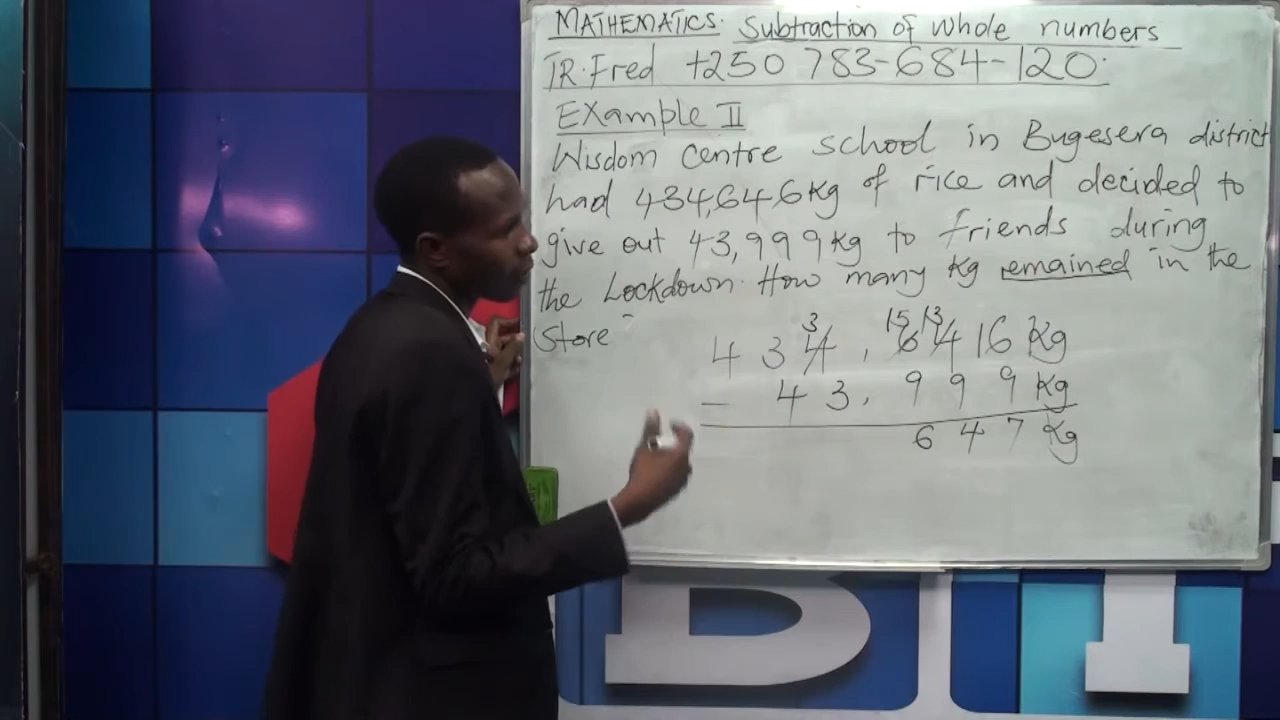 MATHEMATICS: Subtraction of Whole numbers
TR.Fred +250 783-684-120.
EXample II
Wisdom centre school in Bugesera district
had 434,646Kg of rice and decided to
give out 43,999Kg to friends during
the Lockdown. How many Kg remained in the
Store
3 15 13
4 3 4 , 6 4 16 Kg
- 4 3 , 9 9 9 Kg
6 4 7 Kg